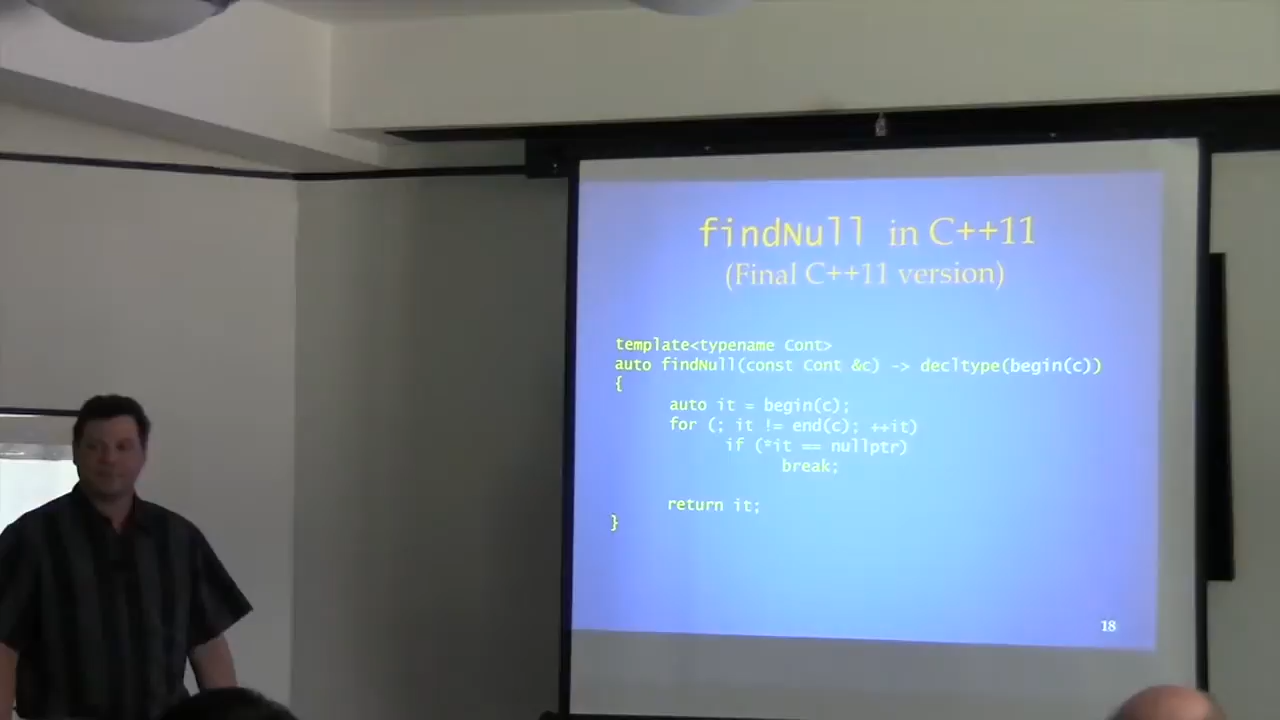 findNull in C++11
(Final C++11 version)
template<typename Cont>
auto findNull(const Cont &c) -> decltype(begin(c))
{
auto it = begin(c);
for (; it != end(c); ++it)
if (*it == nullptr)
break;
return it;
}
18